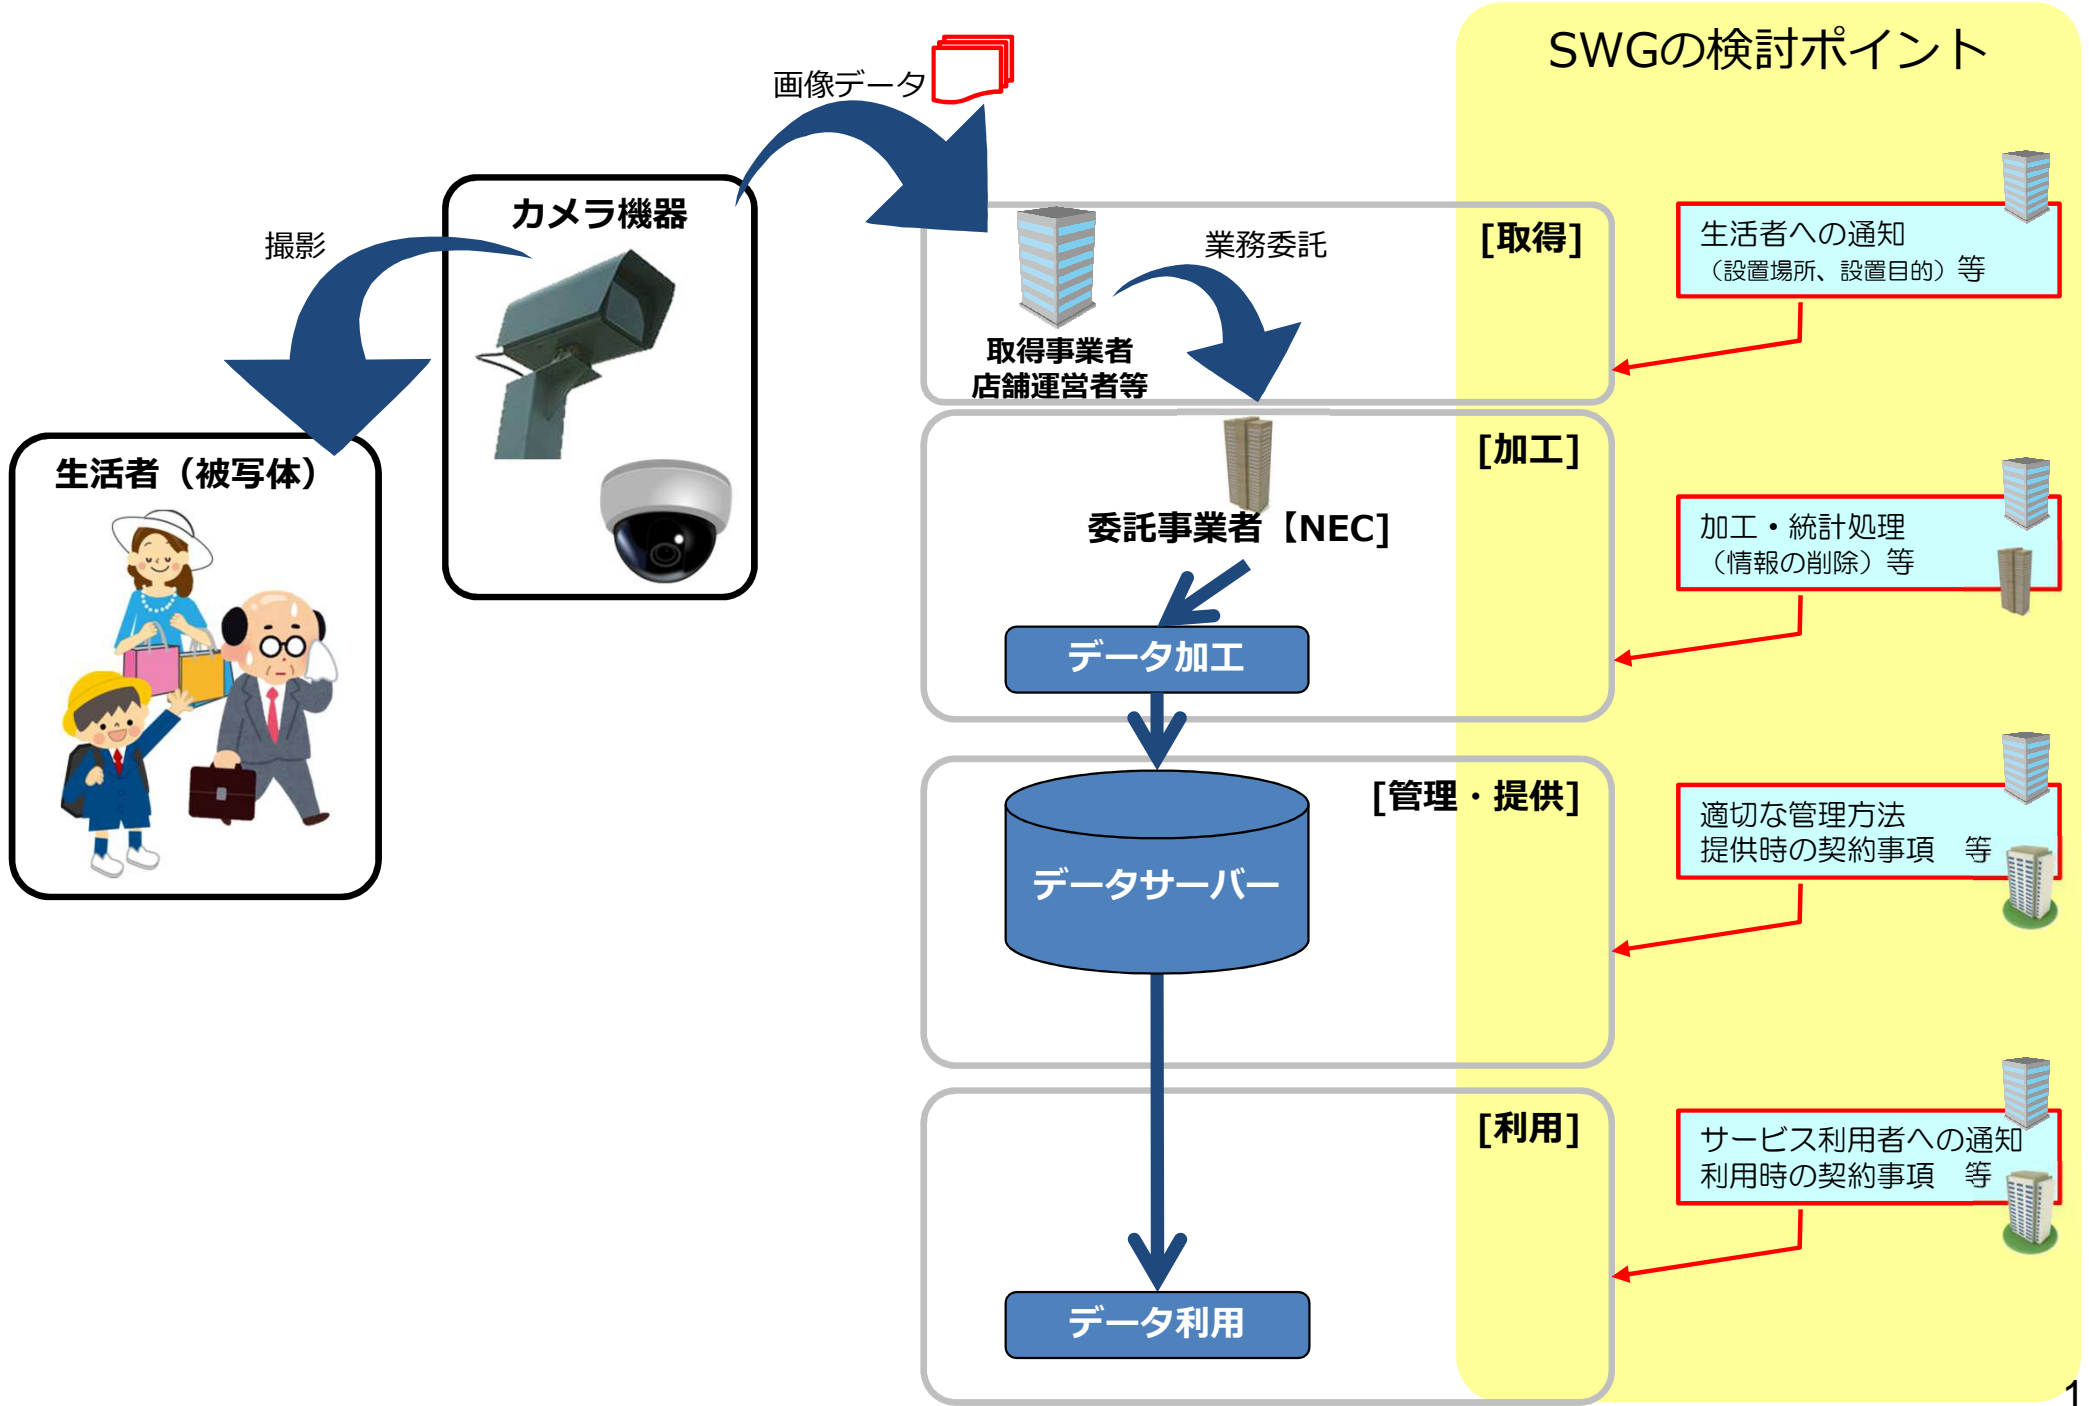 SWGの検討ポイント
画像データ
カメラ機器
撮影
業務委託
[取得]
生活者への通知
（設置場所、設置目的）等
取得事業者
店舗運営者等
生活者（被写体）
[加工]
委託事業者【NEC]
加工・統計処理
（情報の削除）等
データ加工
[管理・提供]
適切な管理方法
提供時の契約事項　等
データサーバー
[利用]
サービス利用者への通知
利用時の契約事項　等
データ利用
1